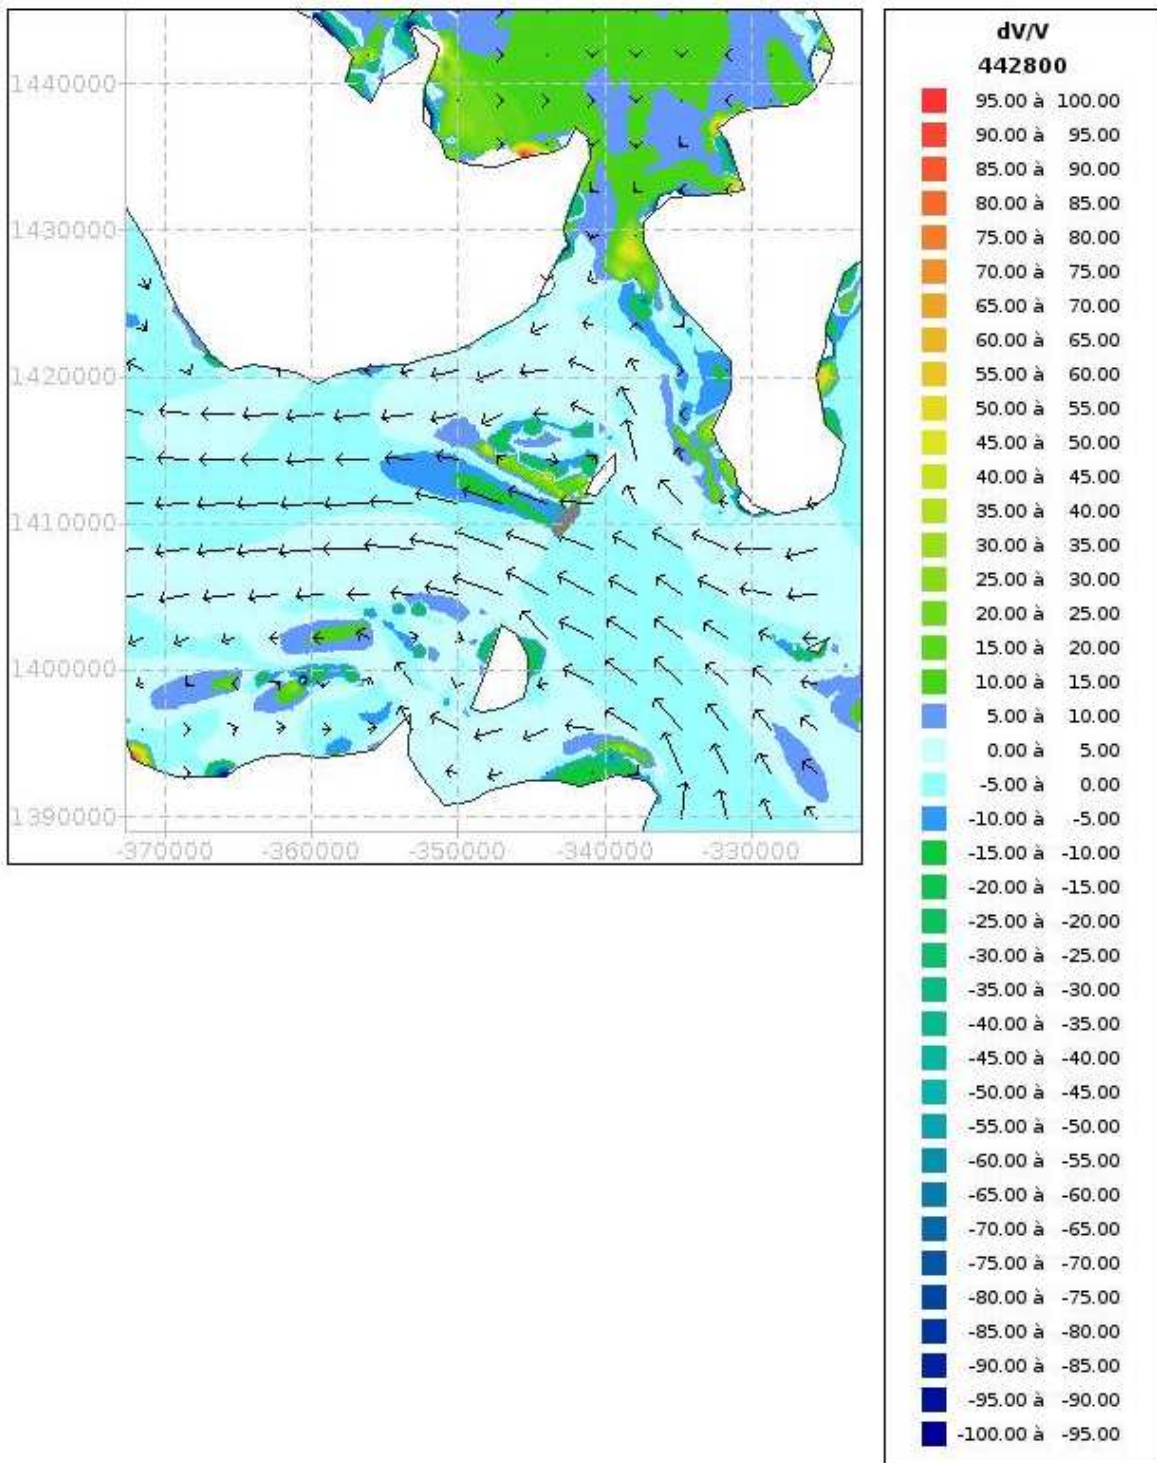 1440000
1430000
1420000
1410000
1400000
1390000
-370000 -360000 -350000 -340000 -330000
dV/V
442800
95.00 à 100.00
90.00 à 95.00
85.00 à 90.00
80.00 à 85.00
75.00 à 80.00
70.00 à 75.00
65.00 à 70.00
60.00 à 65.00
55.00 à 60.00
50.00 à 55.00
45.00 à 50.00
40.00 à 45.00
35.00 à 40.00
30.00 à 35.00
25.00 à 30.00
20.00 à 25.00
15.00 à 20.00
10.00 à 15.00
5.00 à 10.00
0.00 à 5.00
-5.00 à 0.00
-10.00 à -5.00
-15.00 à -10.00
-20.00 à -15.00
-25.00 à -20.00
-30.00 à -25.00
-35.00 à -30.00
-40.00 à -35.00
-45.00 à -40.00
-50.00 à -45.00
-55.00 à -50.00
-60.00 à -55.00
-65.00 à -60.00
-70.00 à -65.00
-75.00 à -70.00
-80.00 à -75.00
-85.00 à -80.00
-90.00 à -85.00
-95.00 à -90.00
-100.00 à -95.00